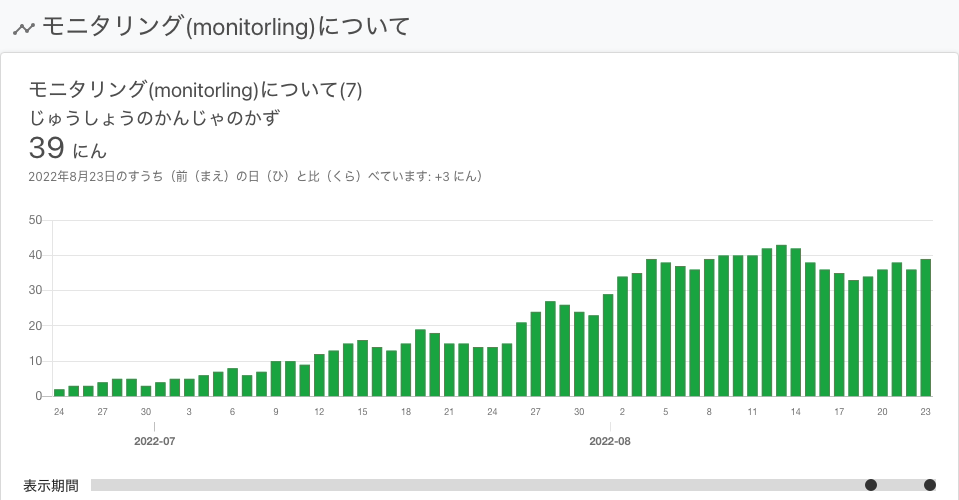 モニタリング(monitorling)について
モニタリング(monitorling)について(7)
じゅうしょうのかんじゃのかず
39 にん
2022年8月23日のすうち（前（まえ）の日（ひ）と比（くら）べています: +3 にん）
50
40
30
20
10
0
24 27 30 3 6 9 12 15 18 21 24 27 30 2 5 8 11 14 17 20 23
2022-07 2022-08
表示期間